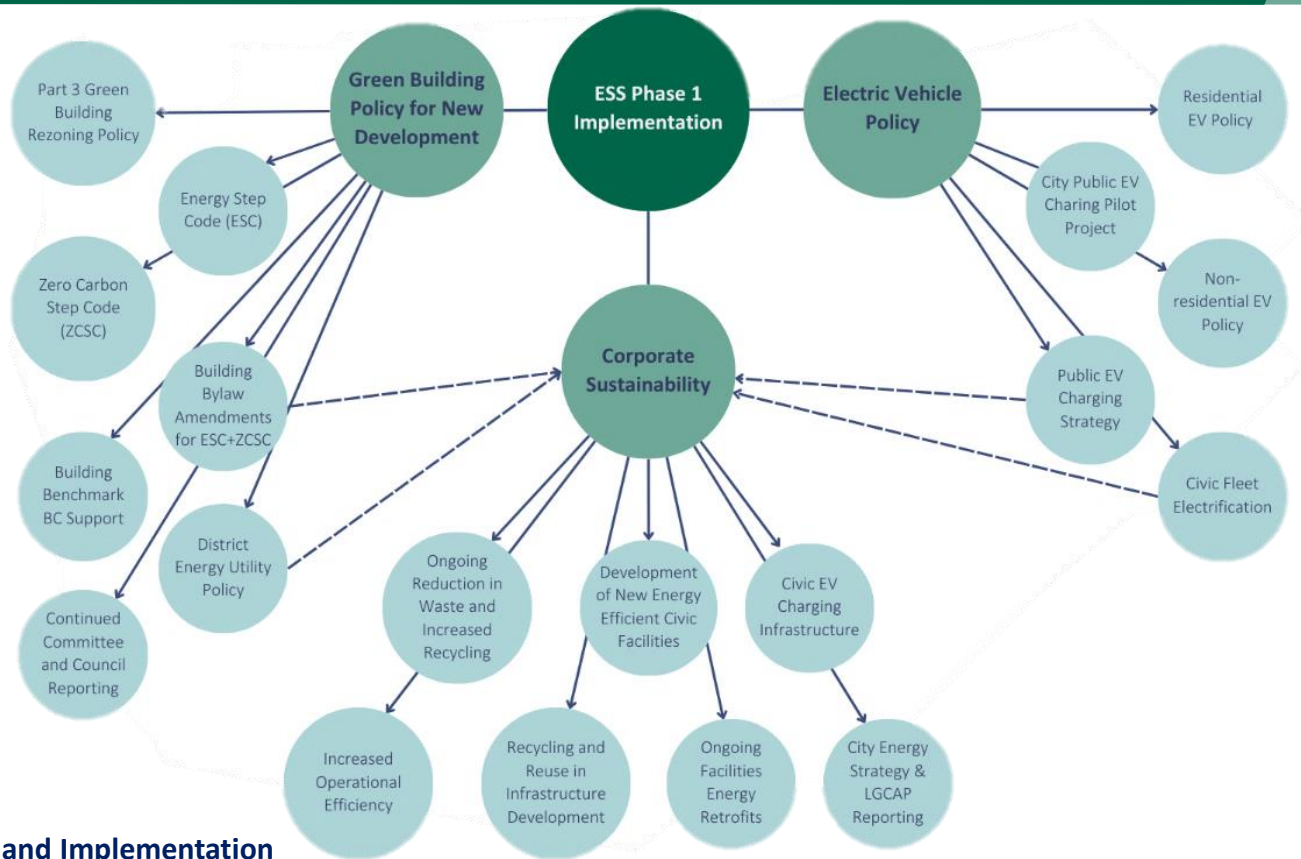 Green Building
Policy for New
Development
ESS Phase 1
Implementation
Electric Vehicle
Policy
Part 3 Green
Building
Rezoning Policy
Residential
EV Policy
Energy Step
Code (ESC)
City Public EV
Charing Pilot
Project
Zero Carbon
Step Code
(ZCSC)
Non-
residential EV
Policy
Building
Bylaw
Amendments
for ESC+ZCSC
Corporate
Sustainability
Public EV
Charging
Strategy
Building
Benchmark
BC Support
Civic Fleet
Electrification
District
Energy Utility
Policy
Ongoing
Reduction in
Waste and
Increased
Recycling
Development
of New Energy
Efficient Civic
Facilities
Civic EV
Charging
Infrastructure
Continued
Committee
and Council
Reporting
Increased
Operational
Efficiency
Recycling and
Reuse in
Infrastructure
Development
Ongoing
Facilities
Energy
Retrofits
City Energy
Strategy &
LGCAP
Reporting
and Implementation